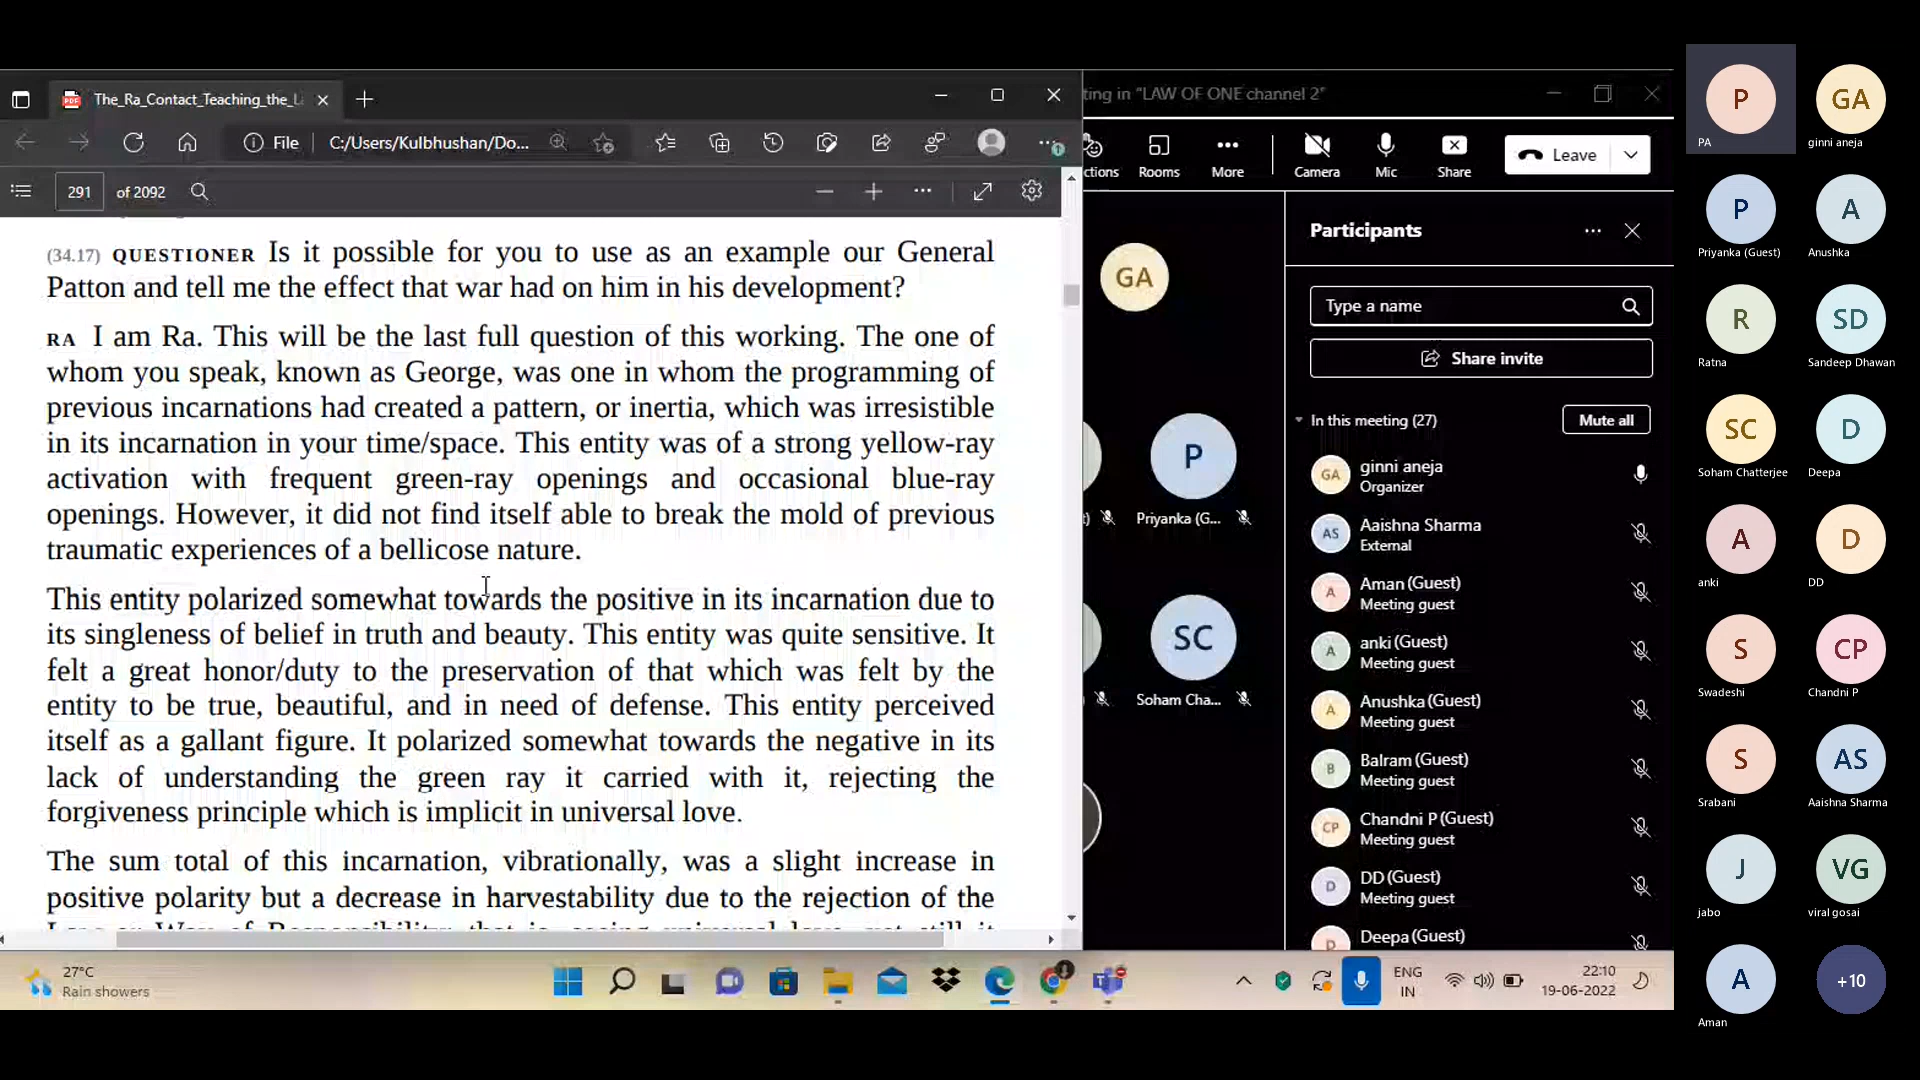 The_Ra_Contact_Teaching_the_L
File
C:/Users/Kulbhushan/Do...
291
of 2092
(34.17) QUESTIONER Is it possible for you to use as an example our General
Patton and tell me the effect that war had on him in his development?
RA I am Ra. This will be the last full question of this working. The one of
whom you speak, known as George, was one in whom the programming of
previous incarnations had created a pattern, or inertia, which was irresistible
in its incarnation in your time/space. This entity was of a strong yellow-ray
activation with frequent green-ray openings and occasional blue-ray
openings. However, it did not find itself able to break the mold of previous
traumatic experiences of a bellicose nature.
This entity polarized somewhat towards the positive in its incarnation due to
its singleness of belief in truth and beauty. This entity was quite sensitive. It
felt a great honor/duty to the preservation of that which was felt by the
entity to be true, beautiful, and in need of defense. This entity perceived
itself as a gallant figure. It polarized somewhat towards the negative in its
lack of understanding the green ray it carried with it, rejecting the
forgiveness principle which is implicit in universal love.
The sum total of this incarnation, vibrationally, was a slight increase in
positive polarity but a decrease in harvestability due to the rejection of the
ting in "LAW OF ONE channel 2"
ctions
Rooms
More
Camera
Mic
Share
Leave
GA
P
Priyanka (G...
SC
Soham Cha...
Participants
Type a name
Share invite
In this meeting (27)
Mute all
GA
ginni aneja
Organizer
AS
Aaishna Sharma
External
A
Aman (Guest)
Meeting guest
A
anki (Guest)
Meeting guest
A
Anushka (Guest)
Meeting guest
B
Balram (Guest)
Meeting guest
CP
Chandni P (Guest)
Meeting guest
D
DD (Guest)
Meeting guest
D
Deepa (Guest)
27°C
Rain showers
ENG
IN
22:10
19-06-2022
P
PA
GA
ginni aneja
P
Priyanka (Guest)
A
Anushka
R
Ratna
SD
Sandeep Dhawan
SC
Soham Chatterjee
D
Deepa
A
anki
D
DD
S
Swadeshi
CP
Chandni P
S
Srabani
AS
Aaishna Sharma
J
jabo
VG
viral gosai
A
Aman
+10